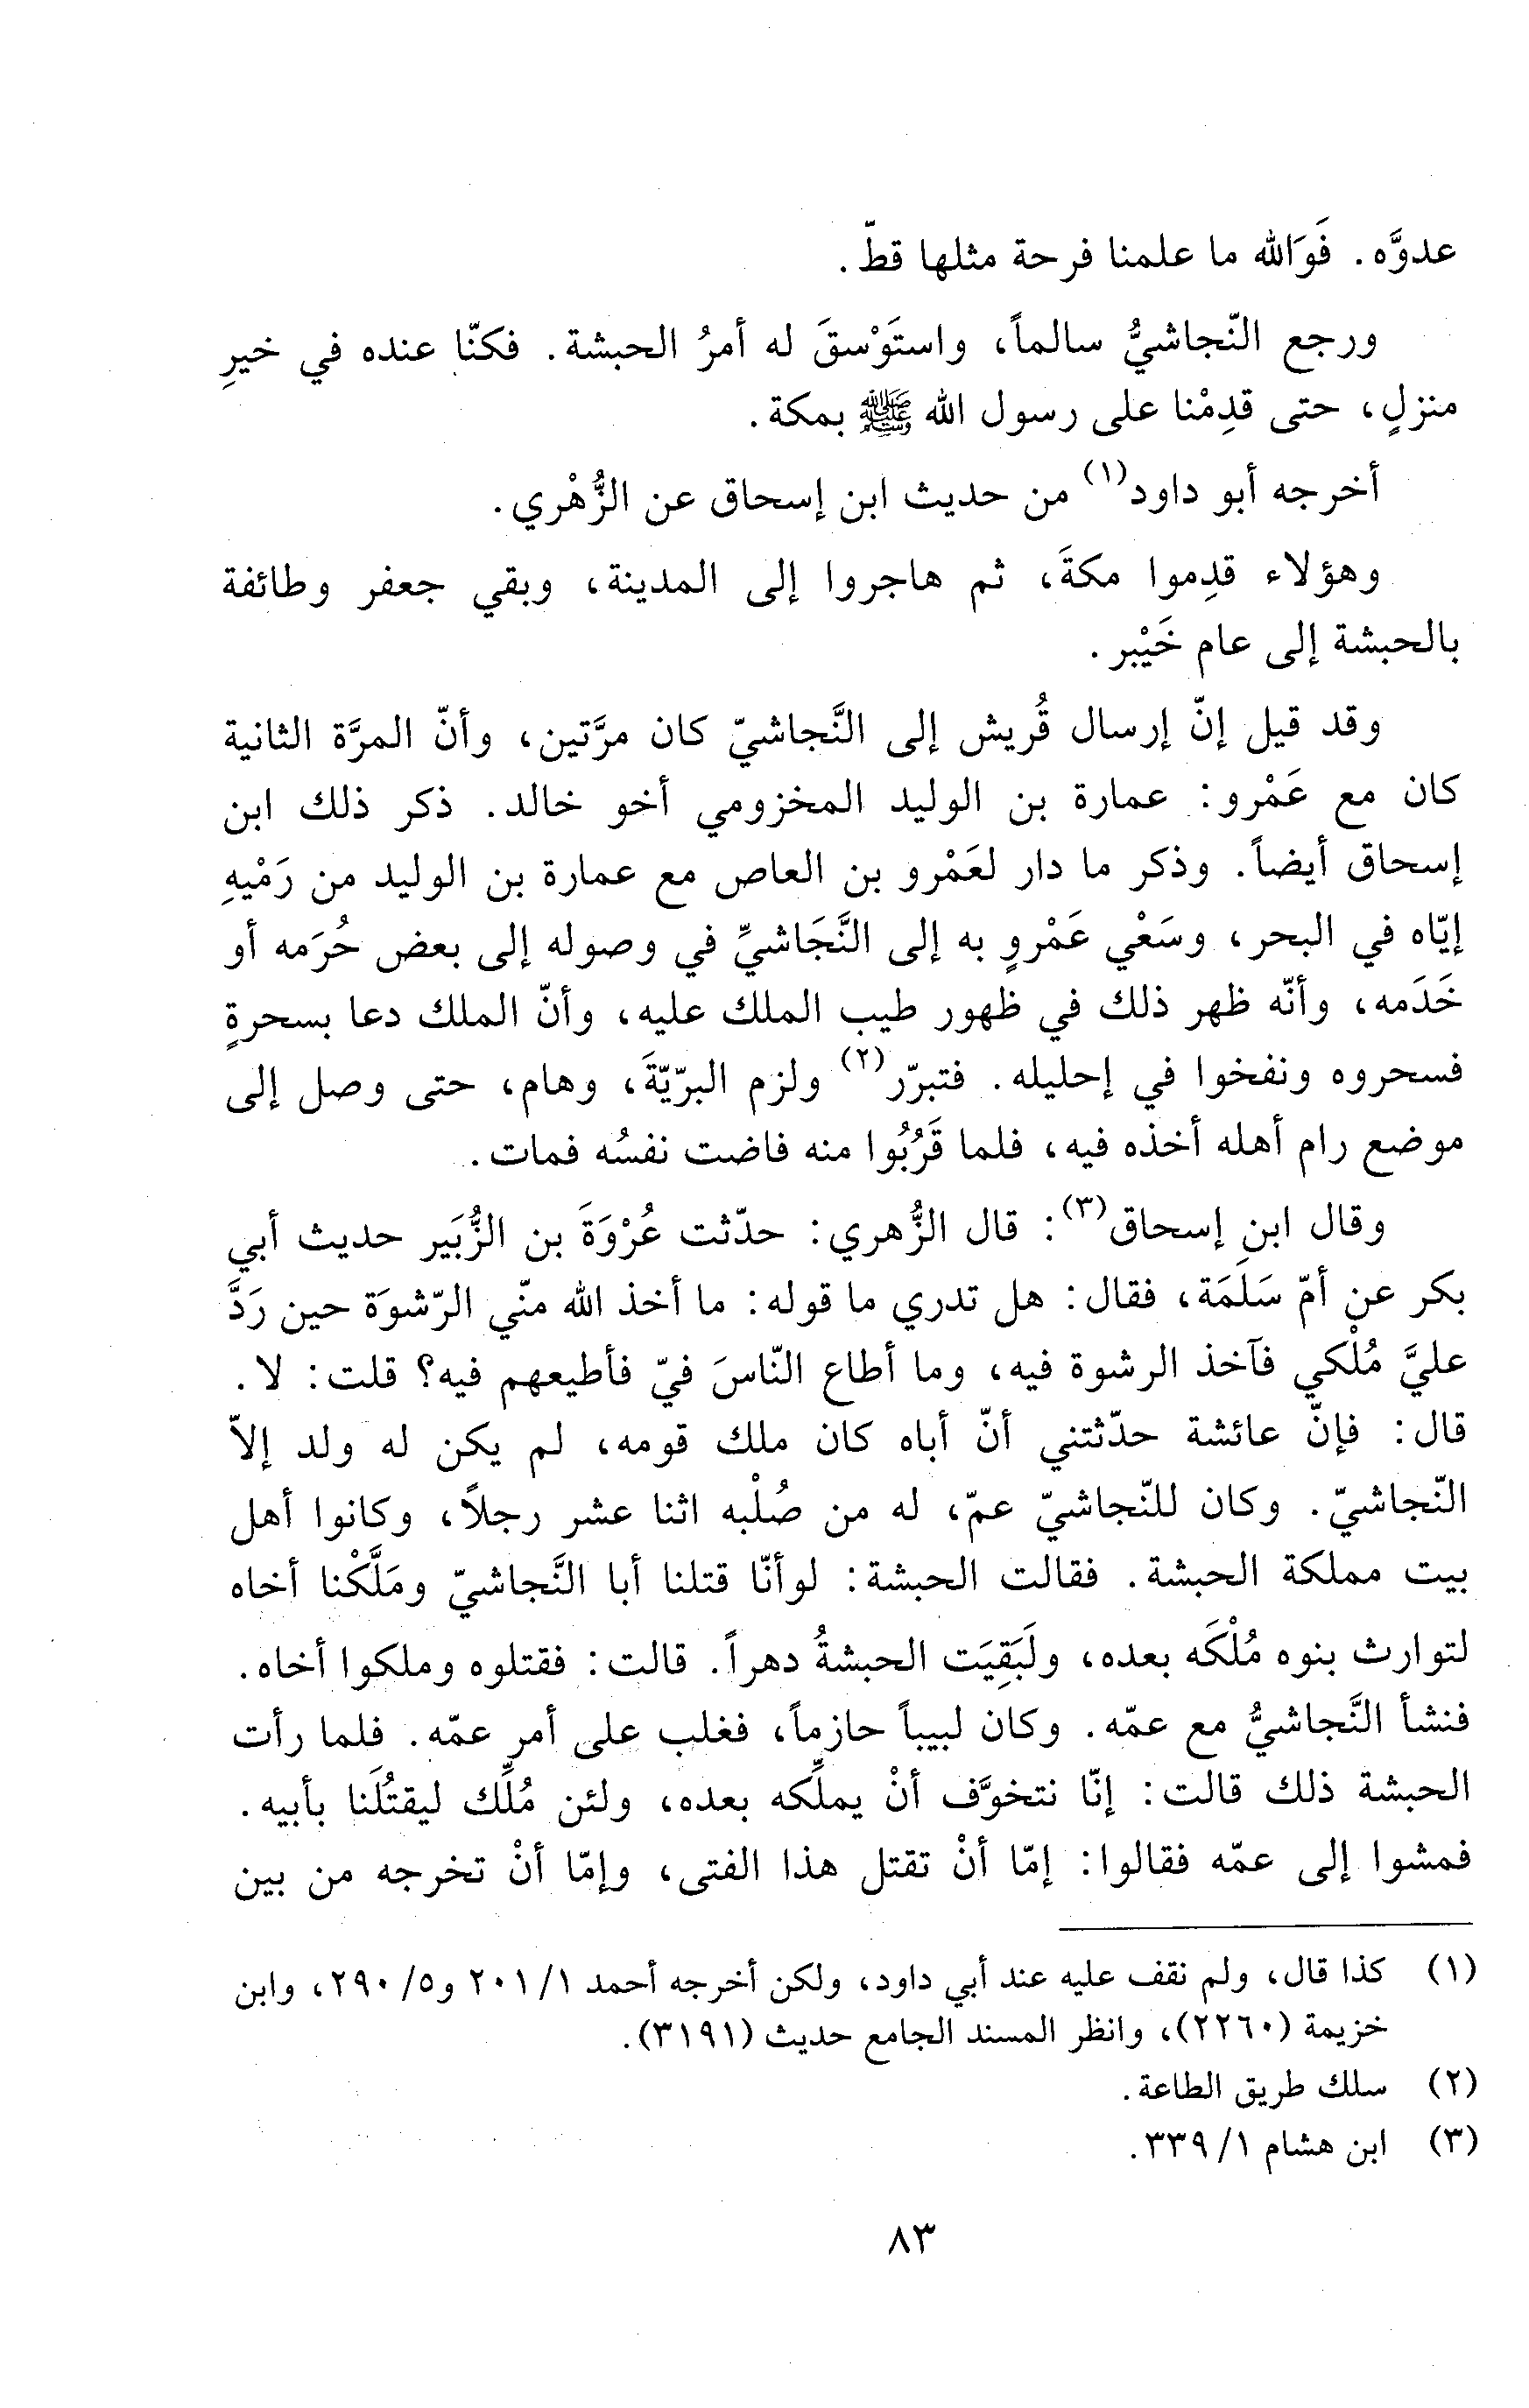 عدوَّه. فَوَالله ما علمنا فرحة مثلها قطّ.
ورجع النّجاشيُّ سالماً، واستَوْسقَ له أمرُ الحبشة. فكنّا عنده في خيرِ
منزلٍ، حتى قدِمْنا على رسول الله ﷺ بمكة.
أخرجه أبو داود(١) من حديث ابن إسحاق عن الزُّهْري.
وهؤلاء قدِموا مكةَ، ثم هاجروا إلى المدينة، وبقي جعفر وطائفة
بالحبشة إلى عام خَيْبر.
وقد قيل إنّ إرسال قُريش إلى النَّجاشيّ كان مرَّتين، وأنّ المرَّة الثانية
كان مع عَمْرو: عمارة بن الوليد المخزومي أخو خالد. ذكر ذلك ابن
إسحاق أيضاً. وذكر ما دار لعَمْرو بن العاص مع عمارة بن الوليد من رَمْيهِ
إيّاه في البحر، وسَعْي عَمْروٍ به إلى النَّجَاشيِّ في وصوله إلى بعض حُرَمه أو
خَدَمه، وأنّه ظهر ذلك في ظهور طيب الملك عليه، وأنّ الملك دعا بسحرةٍ
فسحروه ونفخوا في إحليله. فتبرّر(٢) ولزم البرّيّةَ، وهام، حتى وصل إلى
موضع رام أهله أخذه فيه، فلما قَرُبُوا منه فاضت نفسُه فمات.
وقال ابنِ إسحاق(٣): قال الزُّهري: حدّثت عُرْوَةَ بن الزُّبَير حديث أبي
بكر عن أمّ سَلَمَة، فقال: هل تدري ما قوله: ما أخذ الله منّي الرّشوَة حين رَدَّ
عليَّ مُلْكي فآخذ الرشوة فيه، وما أطاع النّاسَ فيّ فأطيعهم فيه؟ قلت: لا.
قال: فإنّ عائشة حدّثتني أنّ أباه كان ملك قومه، لم يكن له ولد إلاّ
النّجاشيّ. وكان للنّجاشيّ عمّ، له من صُلْبه اثنا عشر رجلاً، وكانوا أهل
بيت مملكة الحبشة. فقالت الحبشة: لوأنّا قتلنا أبا النَّجاشيّ ومَلَّكْنا أخاه
لتوارث بنوه مُلْكَه بعده، ولَبَقِيَت الحبشةُ دهراً. قالت: فقتلوه وملكوا أخاه.
فنشأ النَّجاشيُّ مع عمّه. وكان لبيباً حازماً، فغلب على أمر عمّه. فلما رأت
الحبشة ذلك قالت: إنّا نتخوَّف أنْ يملِّكه بعده، ولئن مُلِّك ليقتُلَنا بأبيه.
فمشوا إلى عمّه فقالوا: إمّا أنْ تقتل هذا الفتى، وإمّا أنْ تخرجه من بين
(١) كذا قال، ولم نقف عليه عند أبي داود، ولكن أخرجه أحمد ٢٠١/١ و٢٩٠/٥، وابن
خزيمة (٢٢٦٠)، وانظر المسند الجامع حديث (٣١٩١).
(٢) سلك طريق الطاعة.
(٣) ابن هشام ٣٣٩/١.
٨٣